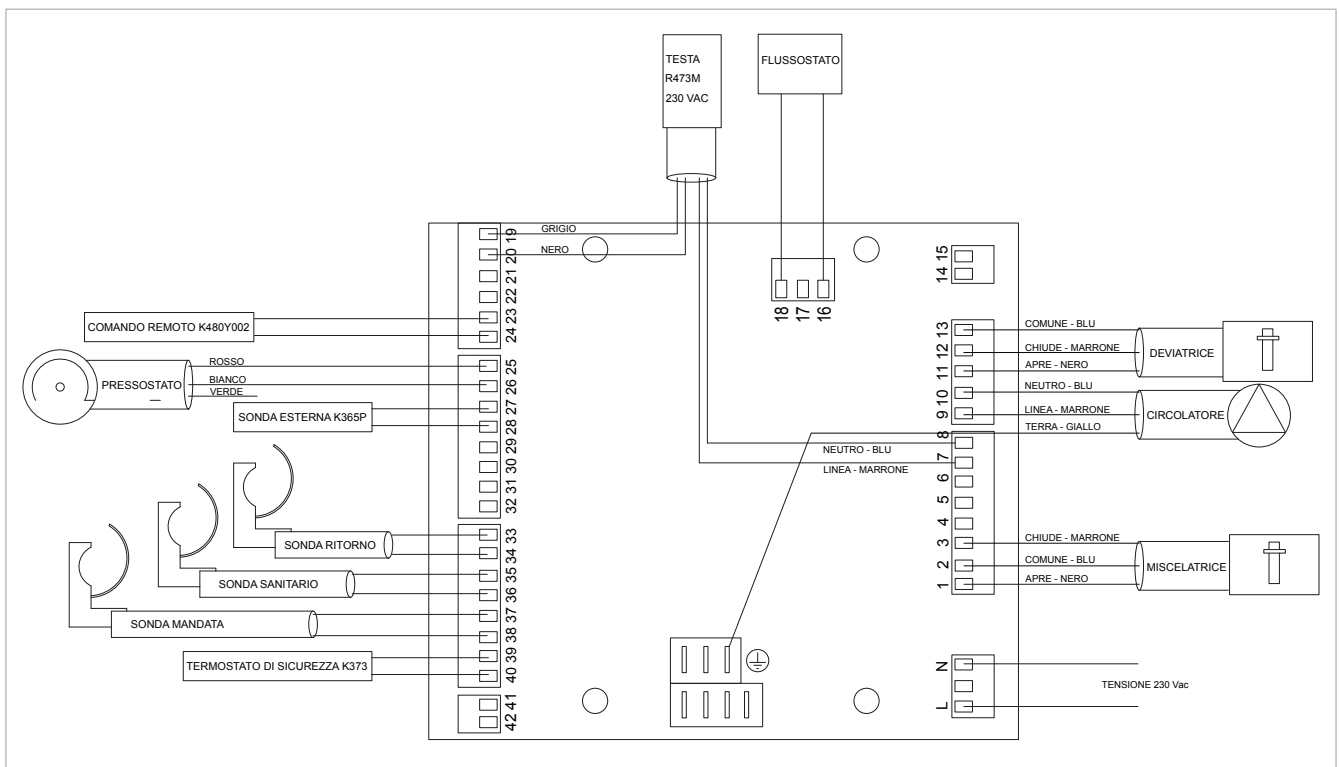 TESTA
R473M
230 VAC
FLUSSOSTATO
GRIGIO
NERO
19
20
21
22
23
24
COMANDO REMOTO K480Y002
PRESSOSTATO
ROSSO
BIANCO
VERDE
SONDA ESTERNA K365P
25
26
27
28
29
30
31
32
SONDA RITORNO
SONDA SANITARIO
SONDA MANDATA
TERMOSTATO DI SICUREZZA K373
33
34
35
36
37
38
39
40
41
42
18
17
16
15
14
13
12
11
10
9
8
7
6
5
4
3
2
1
N
L
COMUNE - BLU
CHIUDE - MARRONE
APRE - NERO
DEVIATRICE
NEUTRO - BLU
LINEA - MARRONE
TERRA - GIALLO
CIRCOLATORE
NEUTRO - BLU
LINEA - MARRONE
CHIUDE - MARRONE
COMUNE - BLU
APRE - NERO
MISCELATRICE
TENSIONE 230 Vac